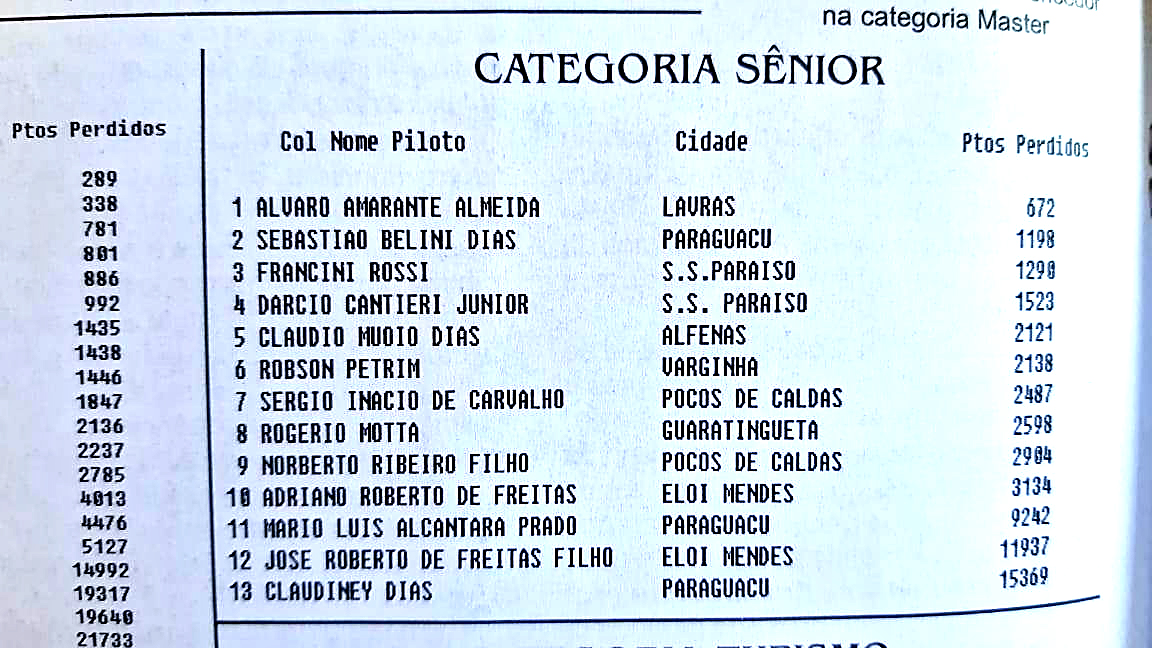 na categoria Master
Ptos Perdidos
289
338
781
801
886
992
1435
1438
1446
1847
2136
2237
2785
4013
4476
5127
14992
19317
19640
21733
CATEGORIA SÊNIOR
Col Nome Piloto Cidade Ptos Perdidos
1 ALVARO AMARANTE ALMEIDA LAVRAS 672
2 SEBASTIAO BELINI DIAS PARAGUACU 1198
3 FRANCINI ROSSI S.S.PARAISO 1290
4 DARCIO CANTIERI JUNIOR S.S. PARAISO 1523
5 CLAUDIO MUOIO DIAS ALFENAS 2121
6 ROBSON PETRIM VARGINHA 2138
7 SERGIO INACIO DE CARVALHO POCOS DE CALDAS 2487
8 ROGERIO MOTTA GUARATINGUETA 2598
9 NORBERTO RIBEIRO FILHO POCOS DE CALDAS 2904
10 ADRIANO ROBERTO DE FREITAS ELOI MENDES 3134
11 MARIO LUIS ALCANTARA PRADO PARAGUACU 9242
12 JOSE ROBERTO DE FREITAS FILHO ELOI MENDES 11937
13 CLAUDINEY DIAS PARAGUACU 15369